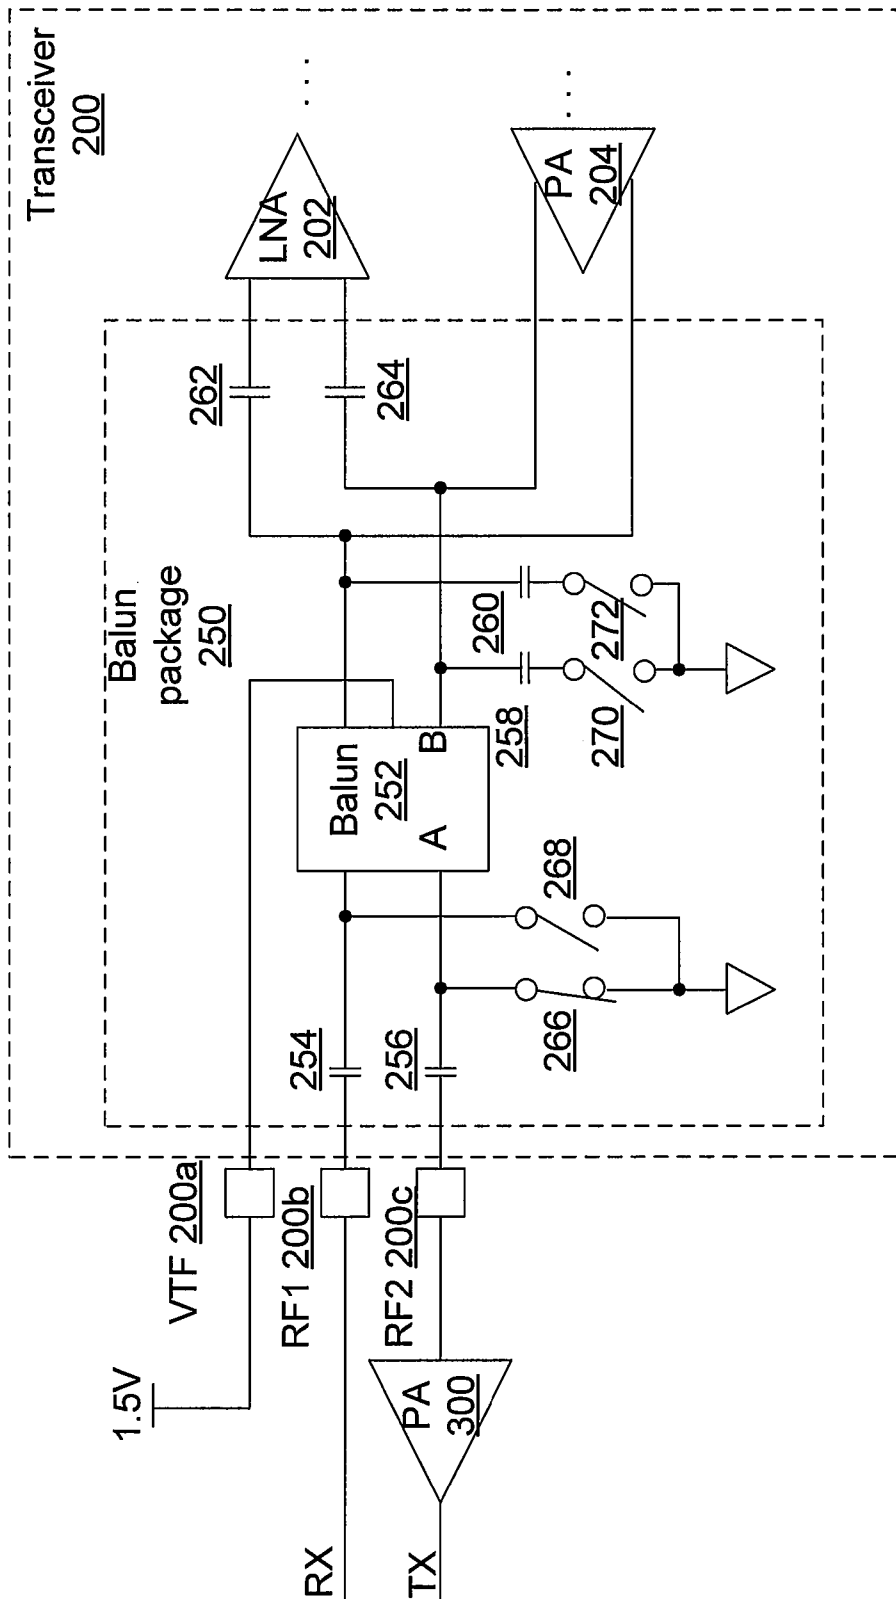 Transceiver
200
LNA
202
PA
204
262
264
Balun
package
250
260
272
258
270
Balun
252
B
A
268
266
254
256
VTF 200a
RF1 200b
RF2 200c
1.5V
PA
300
RX
TX